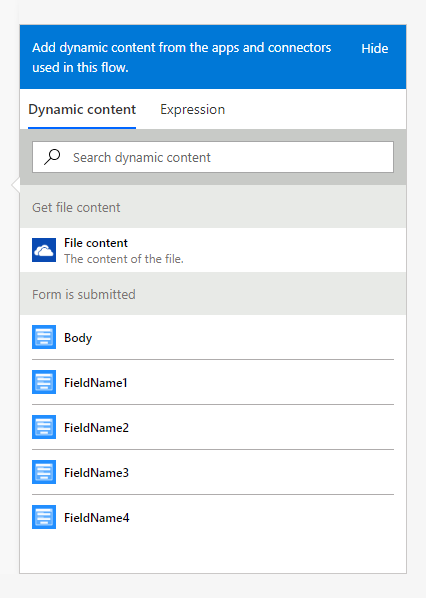 Add dynamic content from the apps and connectors Hide
used in this flow.
Dynamic content Expression
Search dynamic content
Get file content
File content
The content of the file.
Form is submitted
Body
FieldName1
FieldName2
FieldName3
FieldName4